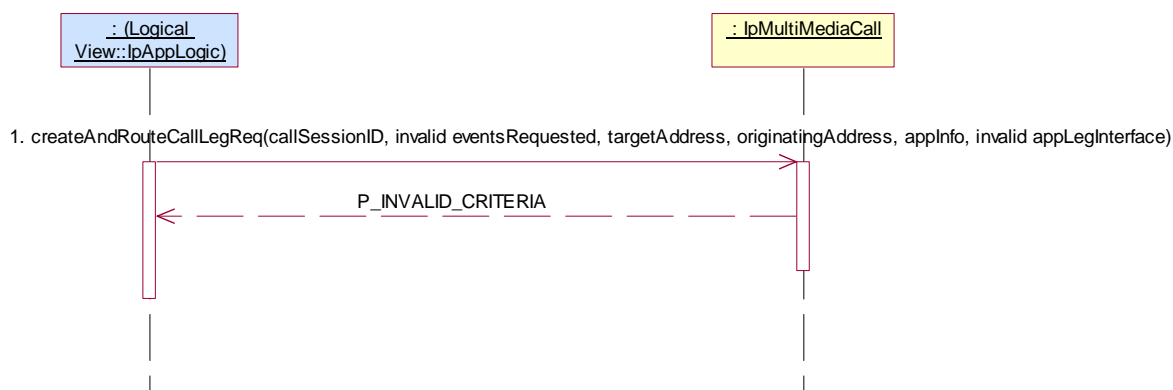 : (Logical
View::IpAppLogic)
: IpMultiMediaCall
1. createAndRouteCallLegReq(callSessionID, invalid eventsRequested, targetAddress, originatingAddress, appInfo, invalid appLegInterface)
P_INVALID_CRITERIA